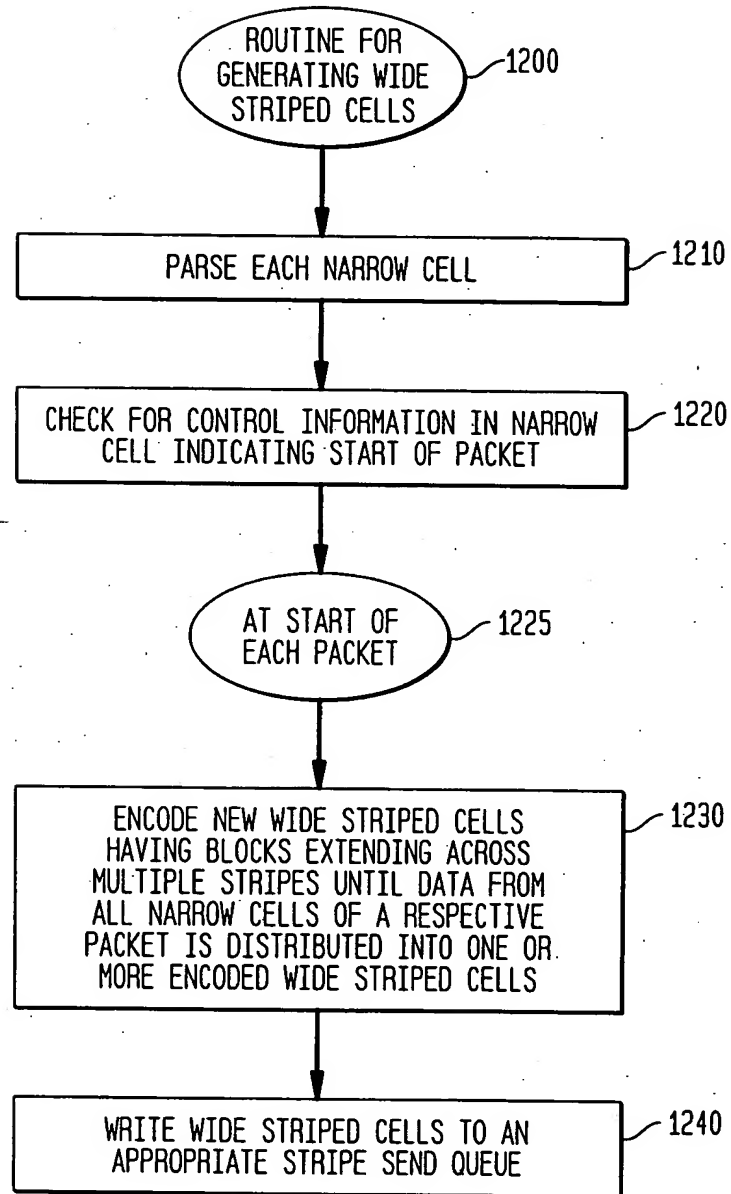 ROUTINE FOR
GENERATING WIDE
STRIPED CELLS
1200
PARSE EACH NARROW CELL
1210
CHECK FOR CONTROL INFORMATION IN NARROW
CELL INDICATING START OF PACKET
1220
AT START OF
EACH PACKET
1225
ENCODE NEW WIDE STRIPED CELLS
HAVING BLOCKS EXTENDING ACROSS
MULTIPLE STRIPES UNTIL DATA FROM
ALL NARROW CELLS OF A RESPECTIVE
PACKET IS DISTRIBUTED INTO ONE OR
MORE ENCODED WIDE STRIPED CELLS
1230
WRITE WIDE STRIPED CELLS TO AN
APPROPRIATE STRIPE SEND QUEUE
1240